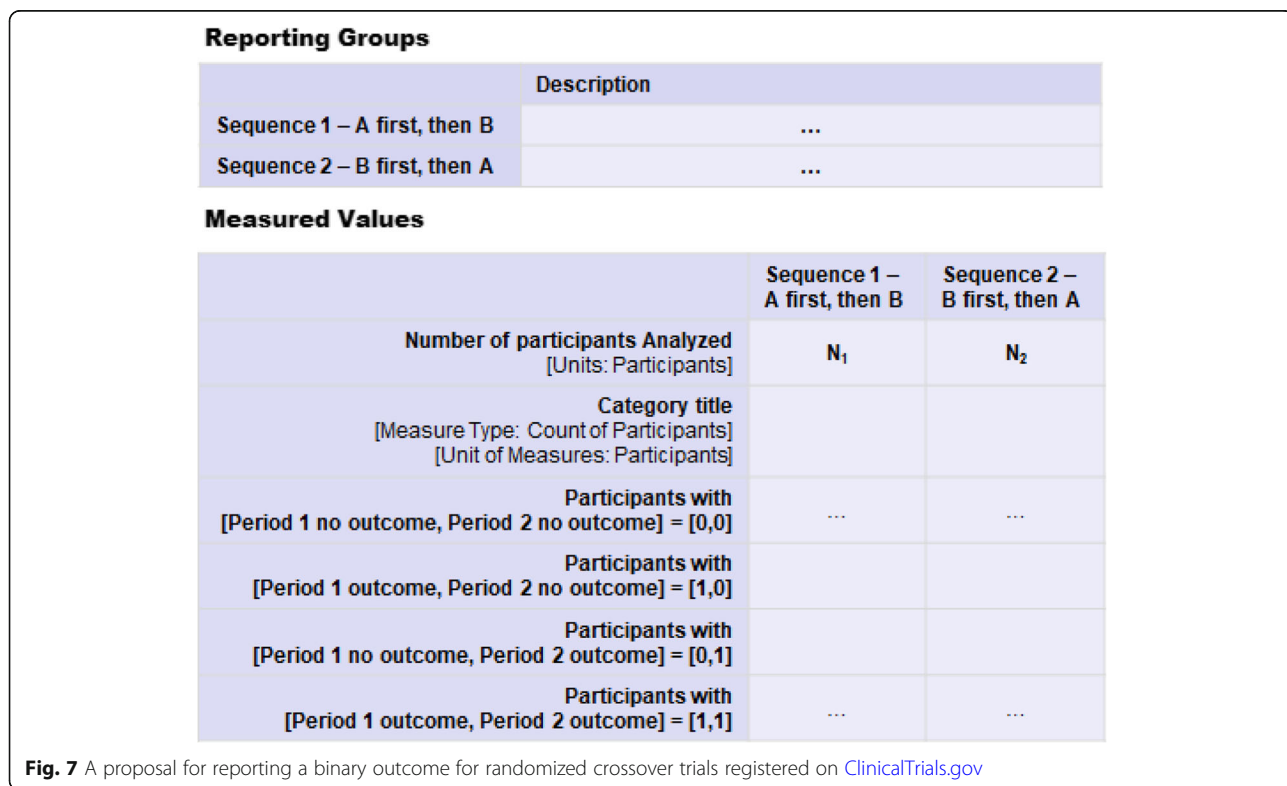 Reporting Groups
Description
Sequence 1 – A first, then B
...
Sequence 2 – B first, then A
...
Measured Values
Sequence 1 –
A first, then B
Sequence 2 –
B first, then A
Number of participants Analyzed
[Units: Participants]
N₁
N₂
Category title
[Measure Type: Count of Participants]
[Unit of Measures: Participants]
Participants with
[Period 1 no outcome, Period 2 no outcome] = [0,0]
...
...
Participants with
[Period 1 outcome, Period 2 no outcome] = [1,0]
Participants with
[Period 1 no outcome, Period 2 outcome] = [0,1]
Participants with
[Period 1 outcome, Period 2 outcome] = [1,1]
...
...
Fig. 7 A proposal for reporting a binary outcome for randomized crossover trials registered on ClinicalTrials.gov